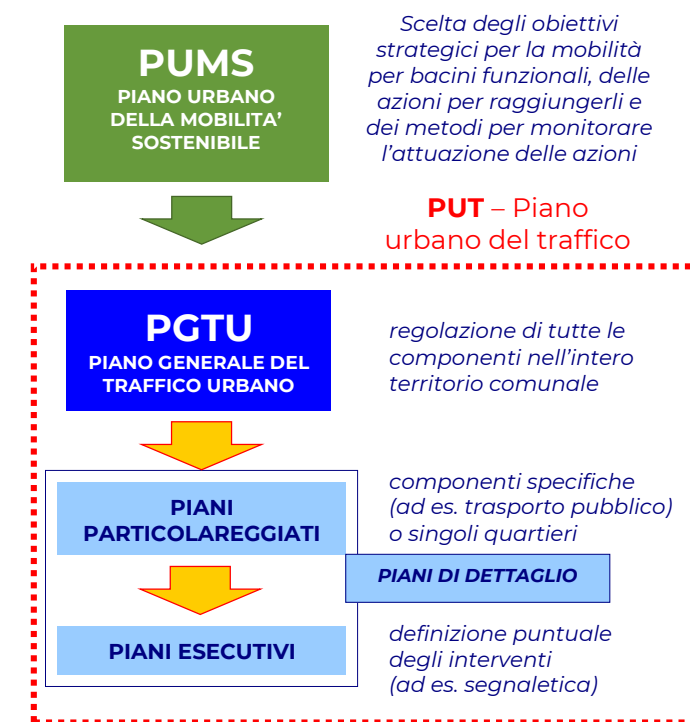 PUMS
PIANO URBANO
DELLA MOBILITA’
SOSTENIBILE
Scelta degli obiettivi
strategici per la mobilità
per bacini funzionali, delle
azioni per raggiungerli e
dei metodi per monitorare
l’attuazione delle azioni
PUT – Piano
urbano del traffico
PGTU
PIANO GENERALE DEL
TRAFFICO URBANO
regolazione di tutte le
componenti nell’intero
territorio comunale
PIANI
PARTICOLAREGGIATI
componenti specifiche
(ad es. trasporto pubblico)
o singoli quartieri
PIANI DI DETTAGLIO
PIANI ESECUTIVI
definizione puntuale
degli interventi
(ad es. segnaletica)